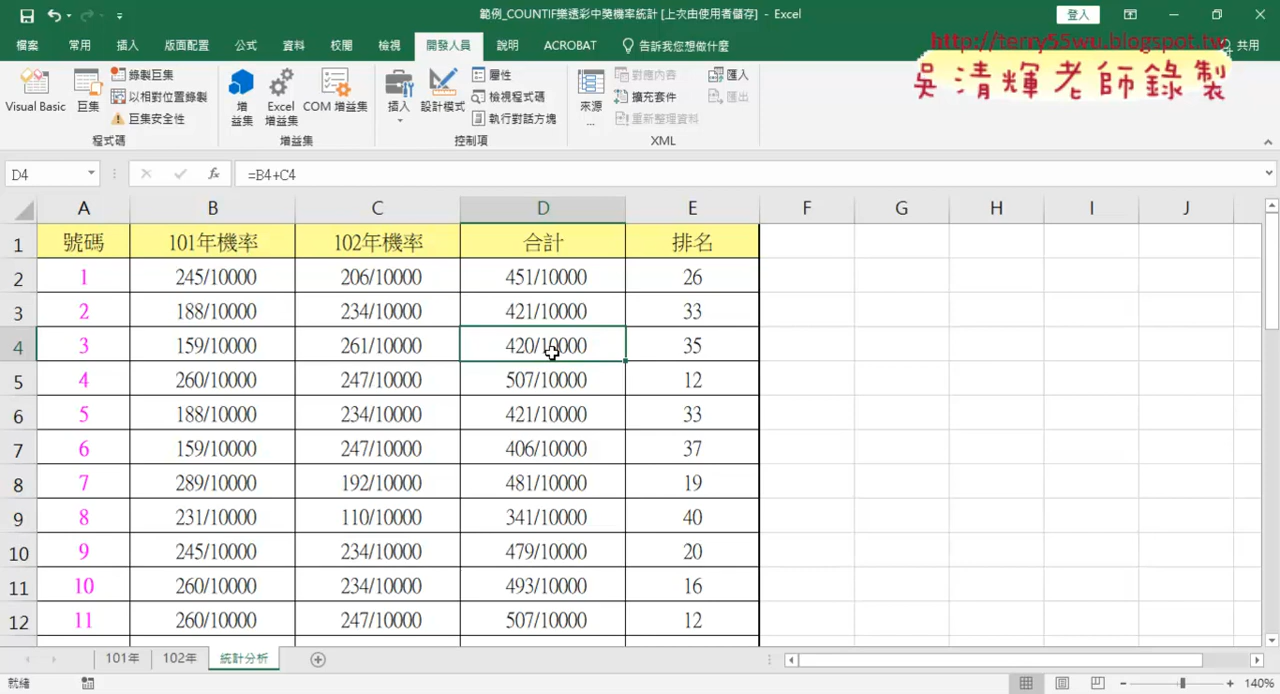 範例_COUNTIF樂透彩中獎機率統計 [上次由使用者儲存] - Excel
登入
檔案 常用 插入 版面配置 公式 資料 校閱 檢視 開發人員 說明 ACROBAT 告訴我您想做什麼 共用
http://terry55wu.blogspot.tw
吳清輝老師錄製
Visual Basic
巨集
錄製巨集
以相對位置錄製
巨集安全性
程式碼
增益集
Excel 增益集
COM 增益集
增益集
插入
設計模式
屬性
檢視程式碼
執行對話方塊
控制項
來源
...
對應內容
擴充套件
重新整理資料
匯入
匯出
XML
D4 fx =B4+C4
A B C D E F G H I J
1 號碼 101年機率 102年機率 合計 排名
2 1 245/10000 206/10000 451/10000 26
3 2 188/10000 234/10000 421/10000 33
4 3 159/10000 261/10000 420/10000 35
5 4 260/10000 247/10000 507/10000 12
6 5 188/10000 234/10000 421/10000 33
7 6 159/10000 247/10000 406/10000 37
8 7 289/10000 192/10000 481/10000 19
9 8 231/10000 110/10000 341/10000 40
10 9 245/10000 234/10000 479/10000 20
11 10 260/10000 234/10000 493/10000 16
12 11 260/10000 247/10000 507/10000 12
101年 102年 統計分析
就緒 140%